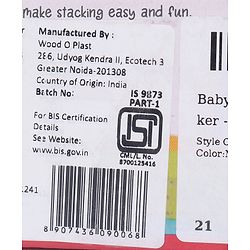 make stacking easy and fun.
Manufactured By :
Wood O Plast
286, Udyog Kendra II, Ecotech 3
Greater Noida-201308
Country of Origin: India
Batch No:
IS 9873
PART-1
For BIS Certification
Details
See Website:
www.bis.gov.in
ISI
CM/L. No.
8700123416
1241
8 907436 090068
Baby
ker -
Style C
Color:M
21